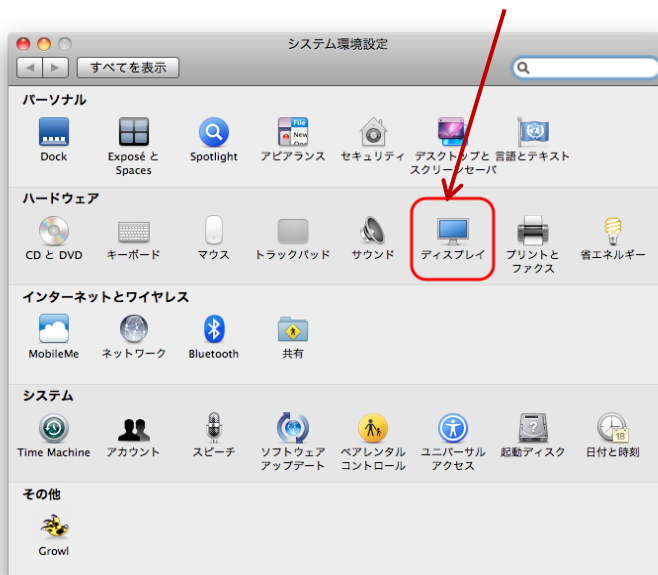 システム環境設定
すべてを表示
パーソナル
Dock
Exposé と
Spaces
Spotlight
アピアランス
セキュリティ
デスクトップと
スクリーンセーバ
言語とテキスト
ハードウェア
CD と DVD
キーボード
マウス
トラックパッド
サウンド
ディスプレイ
プリントと
ファクス
省エネルギー
インターネットとワイヤレス
MobileMe
ネットワーク
Bluetooth
共有
システム
Time Machine
アカウント
スピーチ
ソフトウェア
アップデート
ペアレンタル
コントロール
ユニバーサル
アクセス
起動ディスク
日付と時刻
その他
Growl
File
New
18